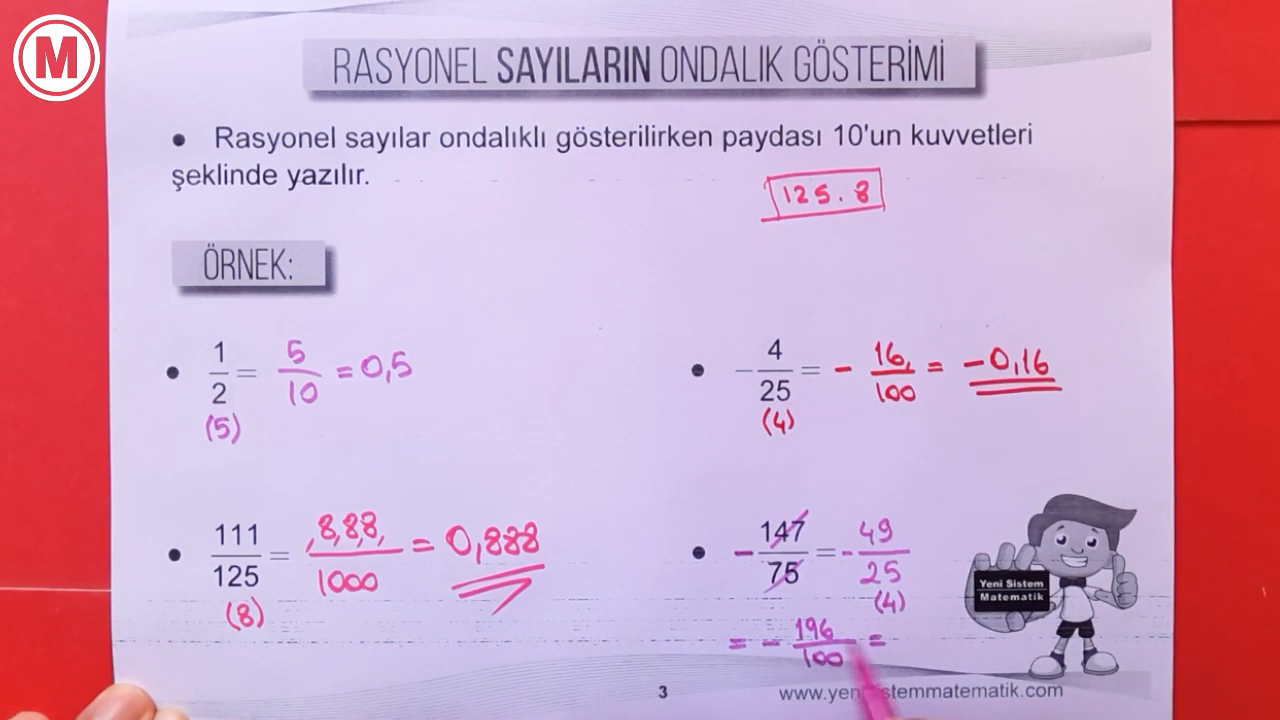 M
RASYONEL SAYILARIN ONDALIK GÖSTERİMİ
• Rasyonel sayılar ondalıklı gösterilirken paydası 10'un kuvvetleri
şeklinde yazılır.
125.8
ÖRNEK:
• 1/2 = 5/10 = 0,5
(5)
• -4/25 = - 16/100 = -0,16
(4)
• 111/125 = 888/1000 = 0,888
(8)
• - 147/75 = - 49/25
(4)
= - 196/100 =
Yeni Sistem
Matematik
3
www.yenisistemmatematik.com